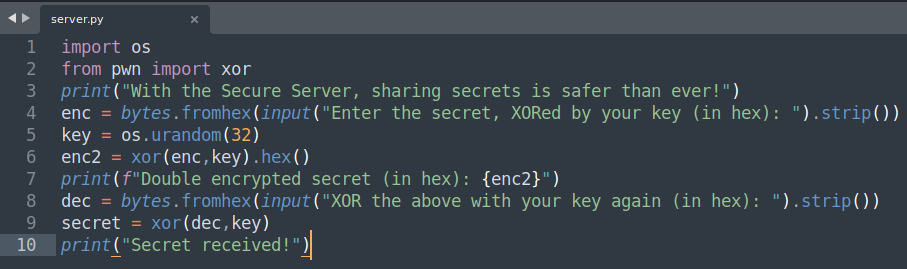 server.py
1 import os
2 from pwn import xor
3 print("With the Secure Server, sharing secrets is safer than ever!")
4 enc = bytes.fromhex(input("Enter the secret, XORed by your key (in hex): ").strip())
5 key = os.urandom(32)
6 enc2 = xor(enc,key).hex()
7 print(f"Double encrypted secret (in hex): {enc2}")
8 dec = bytes.fromhex(input("XOR the above with your key again (in hex): ").strip())
9 secret = xor(dec,key)
10 print("Secret received!")